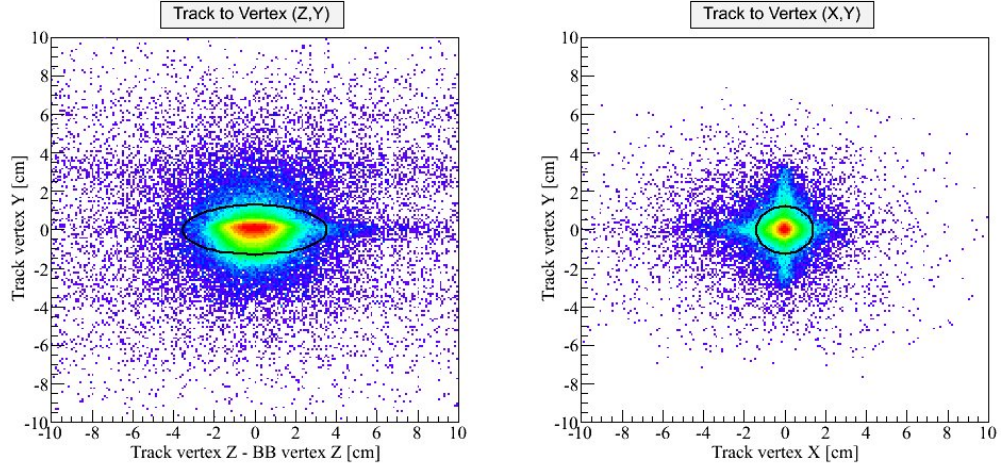 Track to Vertex (Z,Y)
Track vertex Y [cm]
10
8
6
4
2
0
-2
-4
-6
-8
-10
-10 -8 -6 -4 -2 0 2 4 6 8 10
Track vertex Z - BB vertex Z [cm]
Track to Vertex (X,Y)
Track vertex Y [cm]
10
8
6
4
2
0
-2
-4
-6
-8
-10
-10 -8 -6 -4 -2 0 2 4 6 8 10
Track vertex X [cm]